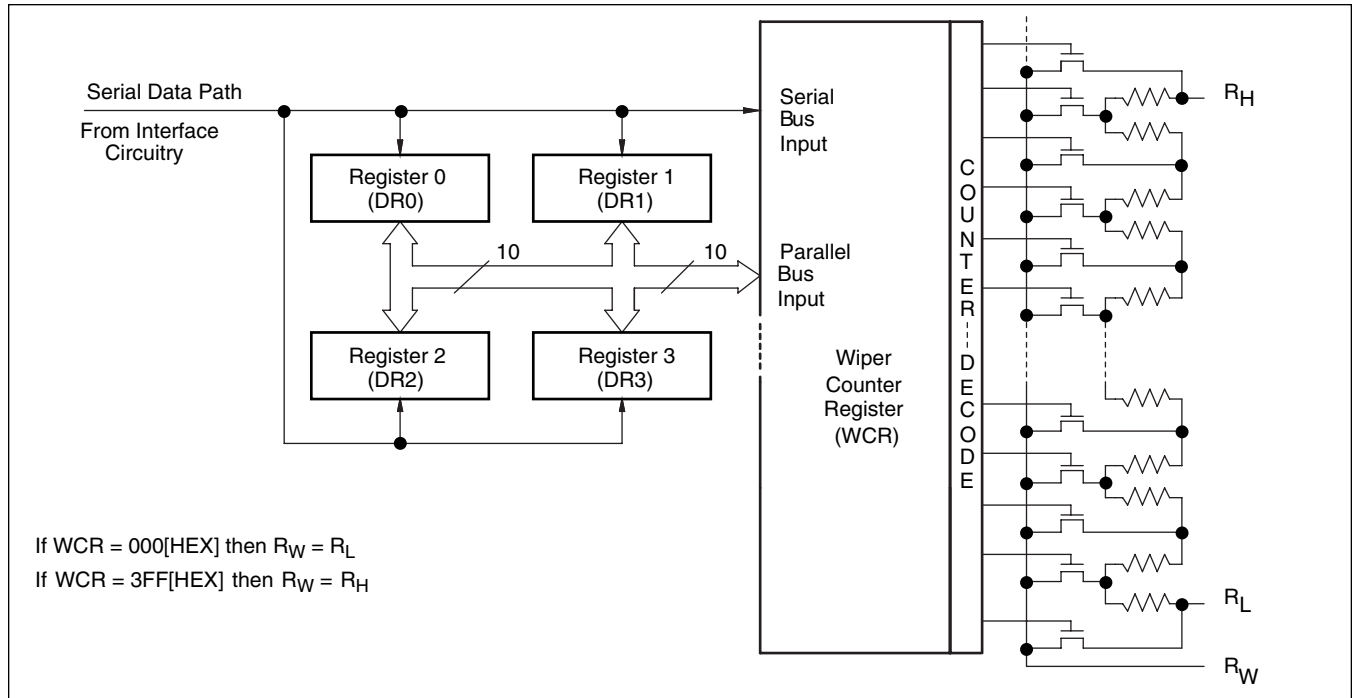 Serial Data Path
From Interface
Circuitry
Register 0
(DR0)
Register 1
(DR1)
10
10
Register 2
(DR2)
Register 3
(DR3)
Serial
Bus
Input
Parallel
Bus
Input
Wiper
Counter
Register
(WCR)
COUNTER---DECODE
RH
RL
RW
If WCR = 000[HEX] then RW = RL
If WCR = 3FF[HEX] then RW = RH